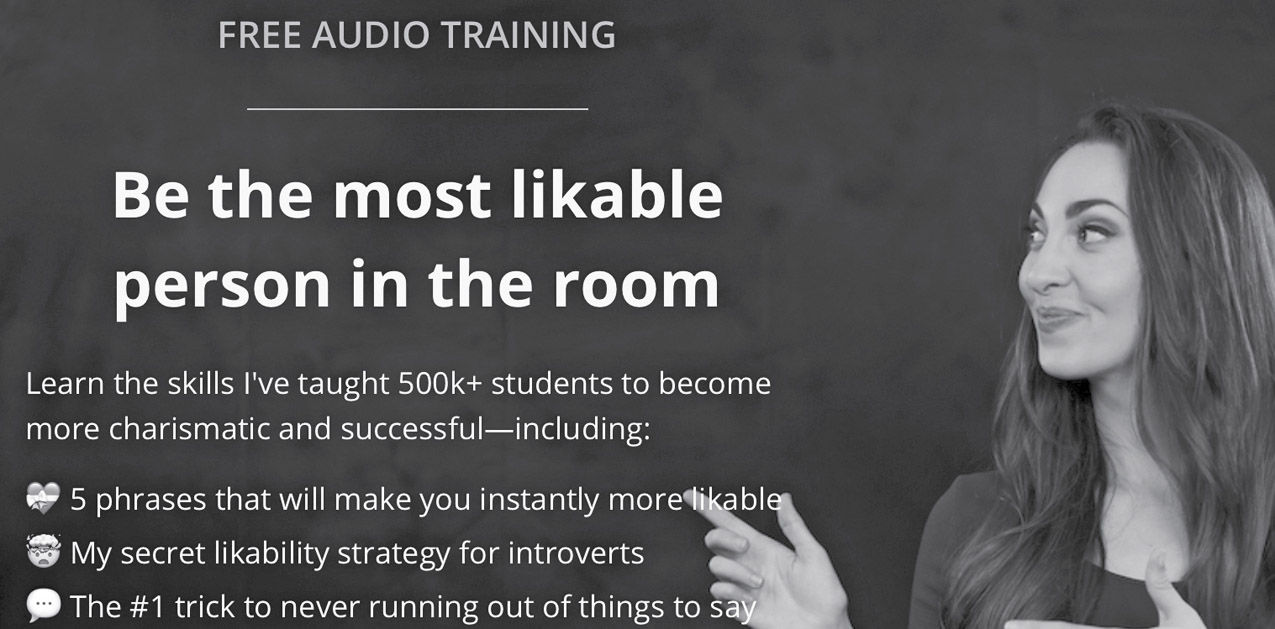 FREE AUDIO TRAINING
Be the most likable
person in the room
Learn the skills I've taught 500k+ students to become
more charismatic and successful—including:
💝 5 phrases that will make you instantly more likable
🤯 My secret likability strategy for introverts
💬 The #1 trick to never running out of things to say